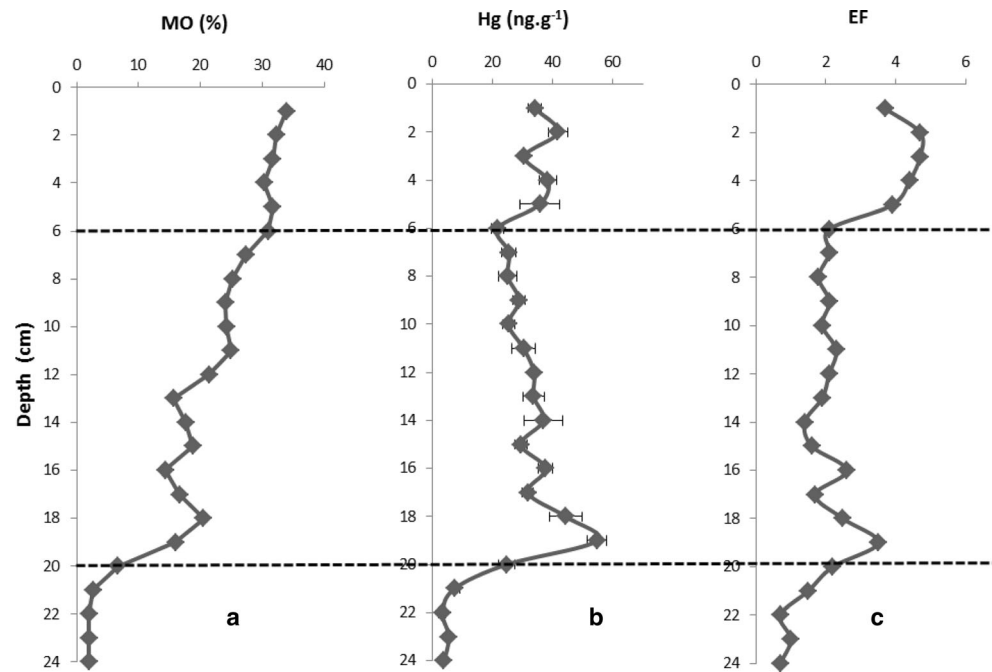 MO (%) Hg (ng.g⁻¹) EF
0 10 20 30 40 0 20 40 60 0 2 4 6
0 0 0
2 2 2
4 4 4
6 6 6
8 8 8
10 10 10
12 12 12
14 14 14
16 16 16
18 18 18
20 20 20
22 22 22
24 24 24
Depth (cm)
a b c